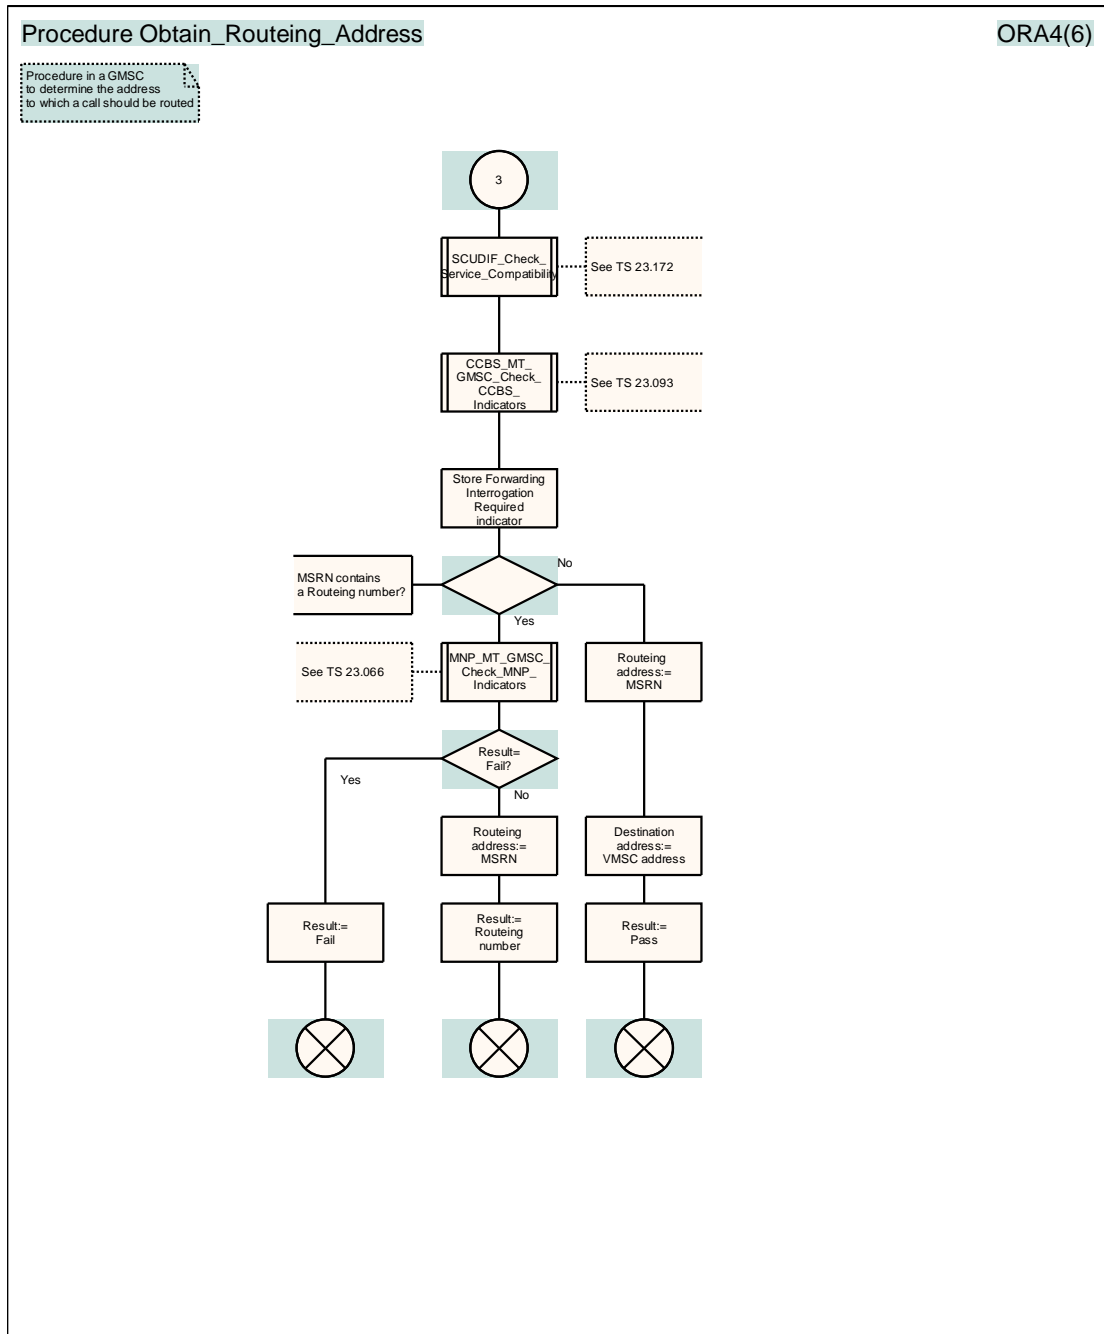 Procedure Obtain_Routeing_Address
ORA4(6)
Procedure in a GMSC
to determine the address
to which a call should be routed
3
SCUDIF_Check_
Service_Compatibility
See TS 23.172
CCBS_MT_
GMSC_Check_
CCBS_
Indicators
See TS 23.093
Store Forwarding
Interrogation
Required
indicator
No
MSRN contains
a Routeing number?
Yes
See TS 23.066
MNP_MT_GMSC_
Check_MNP_
Indicators
Routeing
address:=
MSRN
Result=
Fail?
Yes
No
Routeing
address:=
MSRN
Destination
address:=
VMSC address
Result:=
Fail
Result:=
Routeing
number
Result:=
Pass